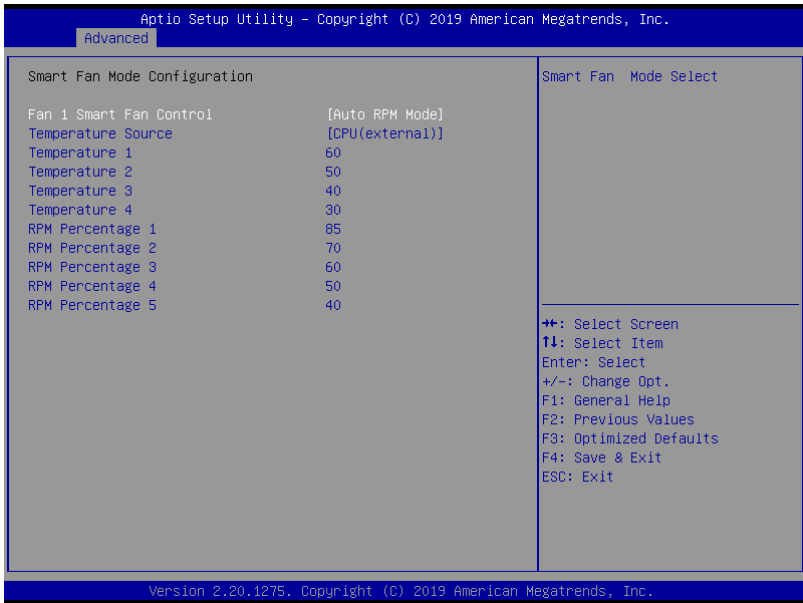 Aptio Setup Utility – Copyright (C) 2019 American Megatrends, Inc.
Advanced
Smart Fan Mode Configuration
Fan 1 Smart Fan Control [Auto RPM Mode]
Temperature Source [CPU(external)]
Temperature 1 60
Temperature 2 50
Temperature 3 40
Temperature 4 30
RPM Percentage 1 85
RPM Percentage 2 70
RPM Percentage 3 60
RPM Percentage 4 50
RPM Percentage 5 40
Smart Fan Mode Select
→←: Select Screen
↑↓: Select Item
Enter: Select
+/-: Change Opt.
F1: General Help
F2: Previous Values
F3: Optimized Defaults
F4: Save & Exit
ESC: Exit
Version 2.20.1275. Copyright (C) 2019 American Megatrends, Inc.